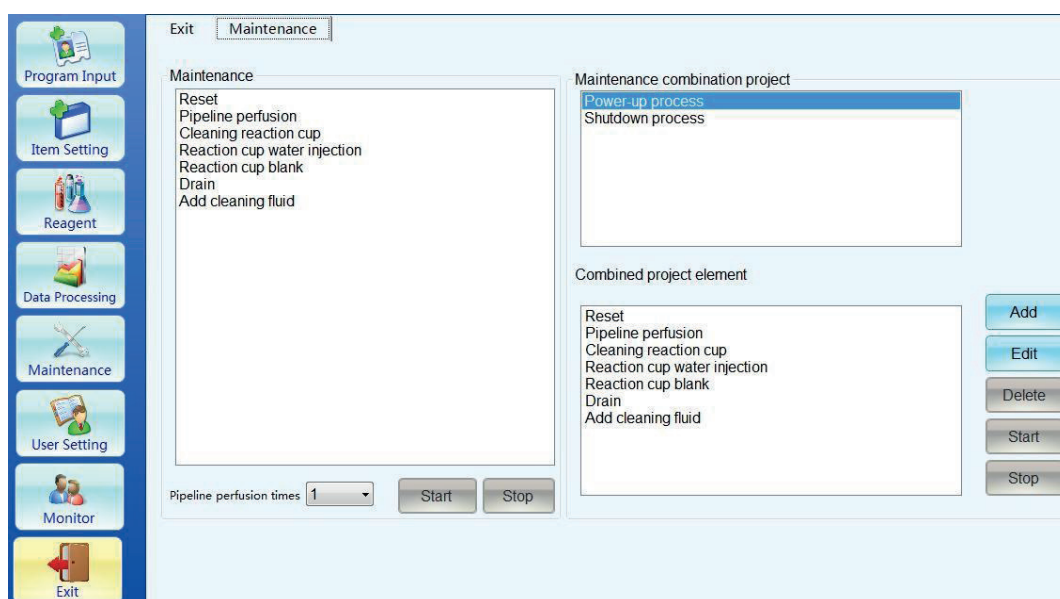 Exit Maintenance
Program Input
Item Setting
Reagent
Data Processing
Maintenance
User Setting
Monitor
Exit
Maintenance
Reset
Pipeline perfusion
Cleaning reaction cup
Reaction cup water injection
Reaction cup blank
Drain
Add cleaning fluid
Pipeline perfusion times 1 Start Stop
Maintenance combination project
Power-up process
Shutdown process
Combined project element
Reset
Pipeline perfusion
Cleaning reaction cup
Reaction cup water injection
Reaction cup blank
Drain
Add cleaning fluid
Add
Edit
Delete
Start
Stop